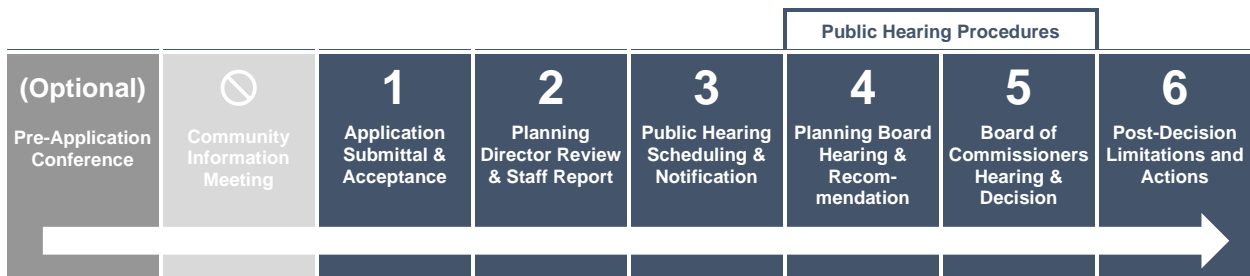 Public Hearing Procedures
(Optional)
Pre-Application
Conference
Community
Information
Meeting
1
Application
Submittal &
Acceptance
2
Planning
Director Review
& Staff Report
3
Public Hearing
Scheduling &
Notification
4
Planning Board
Hearing &
Recom-
mendation
5
Board of
Commissioners
Hearing &
Decision
6
Post-Decision
Limitations and
Actions